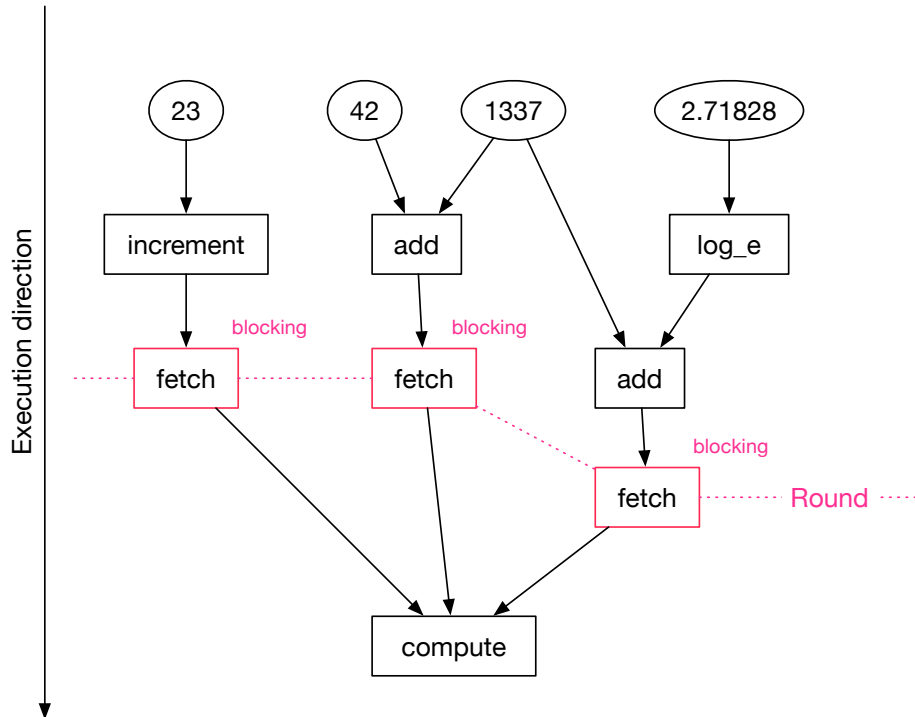 23
42
1337
2.71828
increment
add
log_e
blocking
blocking
fetch
fetch
add
blocking
fetch
Round
compute
Execution direction